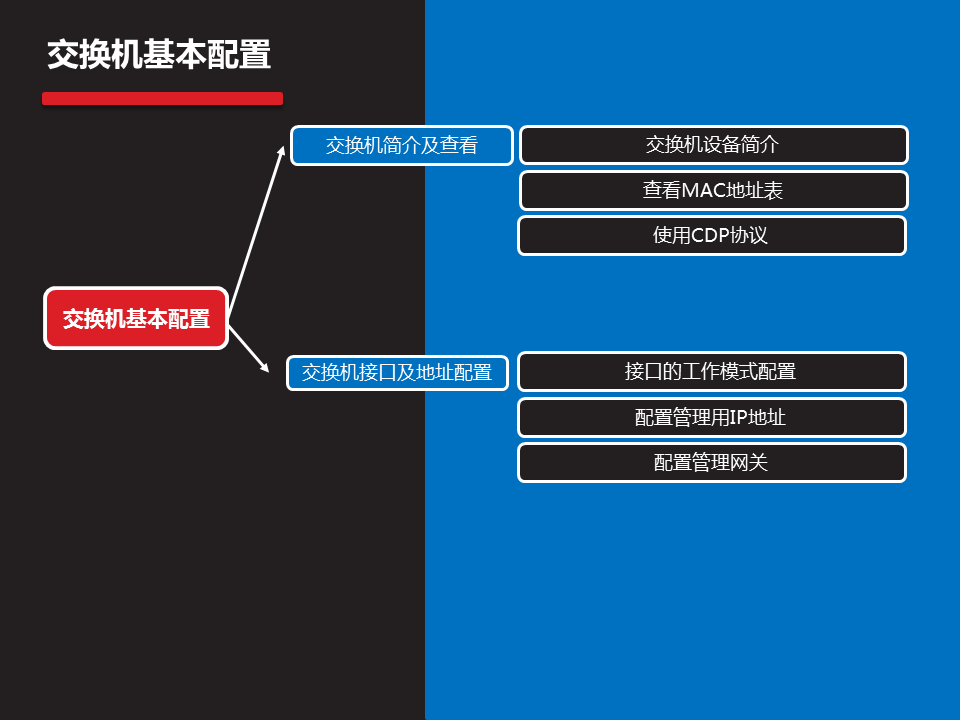 交换机基本配置
交换机简介及查看
交换机设备简介
查看MAC地址表
使用CDP协议
交换机基本配置
交换机接口及地址配置
接口的工作模式配置
配置管理用IP地址
配置管理网关